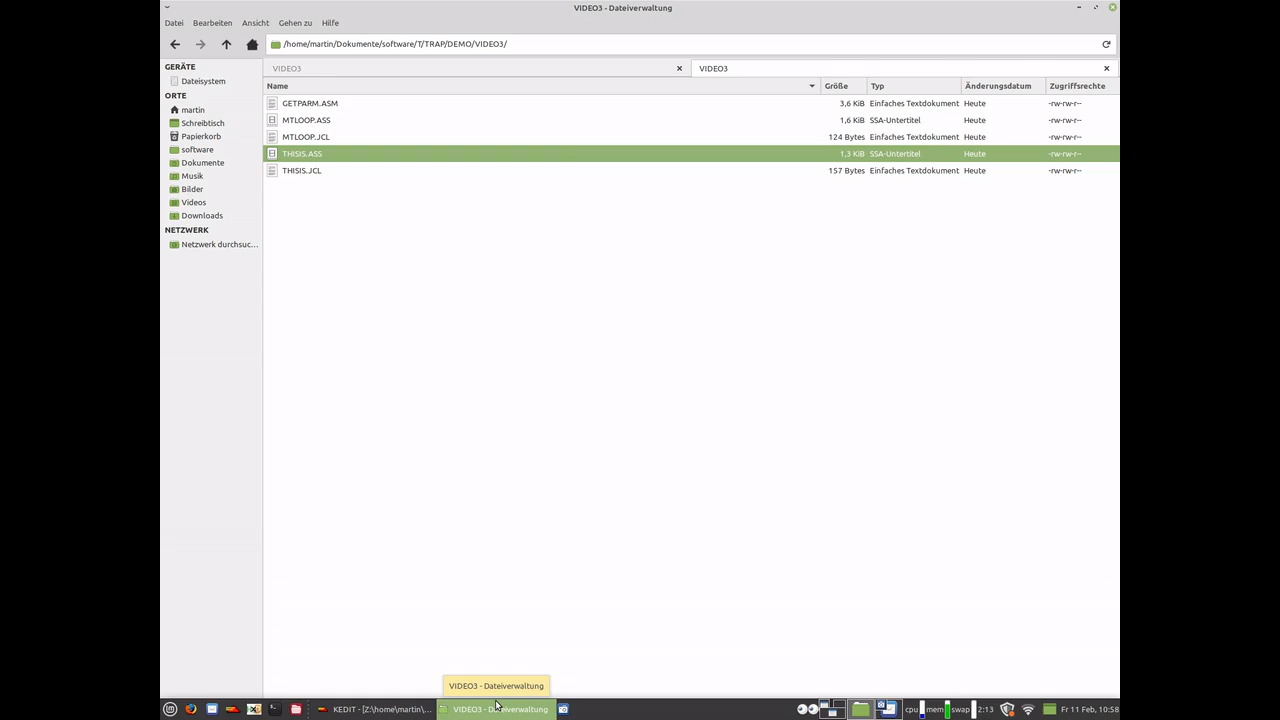 VIDEO3 - Dateiverwaltung
Datei Bearbeiten Ansicht Gehen zu Hilfe
/home/martin/Dokumente/software/T/TRAP/DEMO/VIDEO3/
GERÄTE
Dateisystem
ORTE
martin
Schreibtisch
Papierkorb
software
Dokumente
Musik
Bilder
Videos
Downloads
NETZWERK
Netzwerk durchsuc...
VIDEO3 VIDEO3
Name Größe Typ Änderungsdatum Zugriffsrechte
GETPARM.ASM 3,6 KiB Einfaches Textdokument Heute -rw-rw-r--
MTLOOP.ASS 1,6 KiB SSA-Untertitel Heute -rw-rw-r--
MTLOOP.JCL 124 Bytes Einfaches Textdokument Heute -rw-rw-r--
THISIS.ASS 1,3 KiB SSA-Untertitel Heute -rw-rw-r--
THISIS.JCL 157 Bytes Einfaches Textdokument Heute -rw-rw-r--
VIDEO3 - Dateiverwaltung
KEDIT - [Z:\home\martin\... VIDEO3 - Dateiverwaltung cpu mem swap 2:13 Fr 11 Feb, 10:58